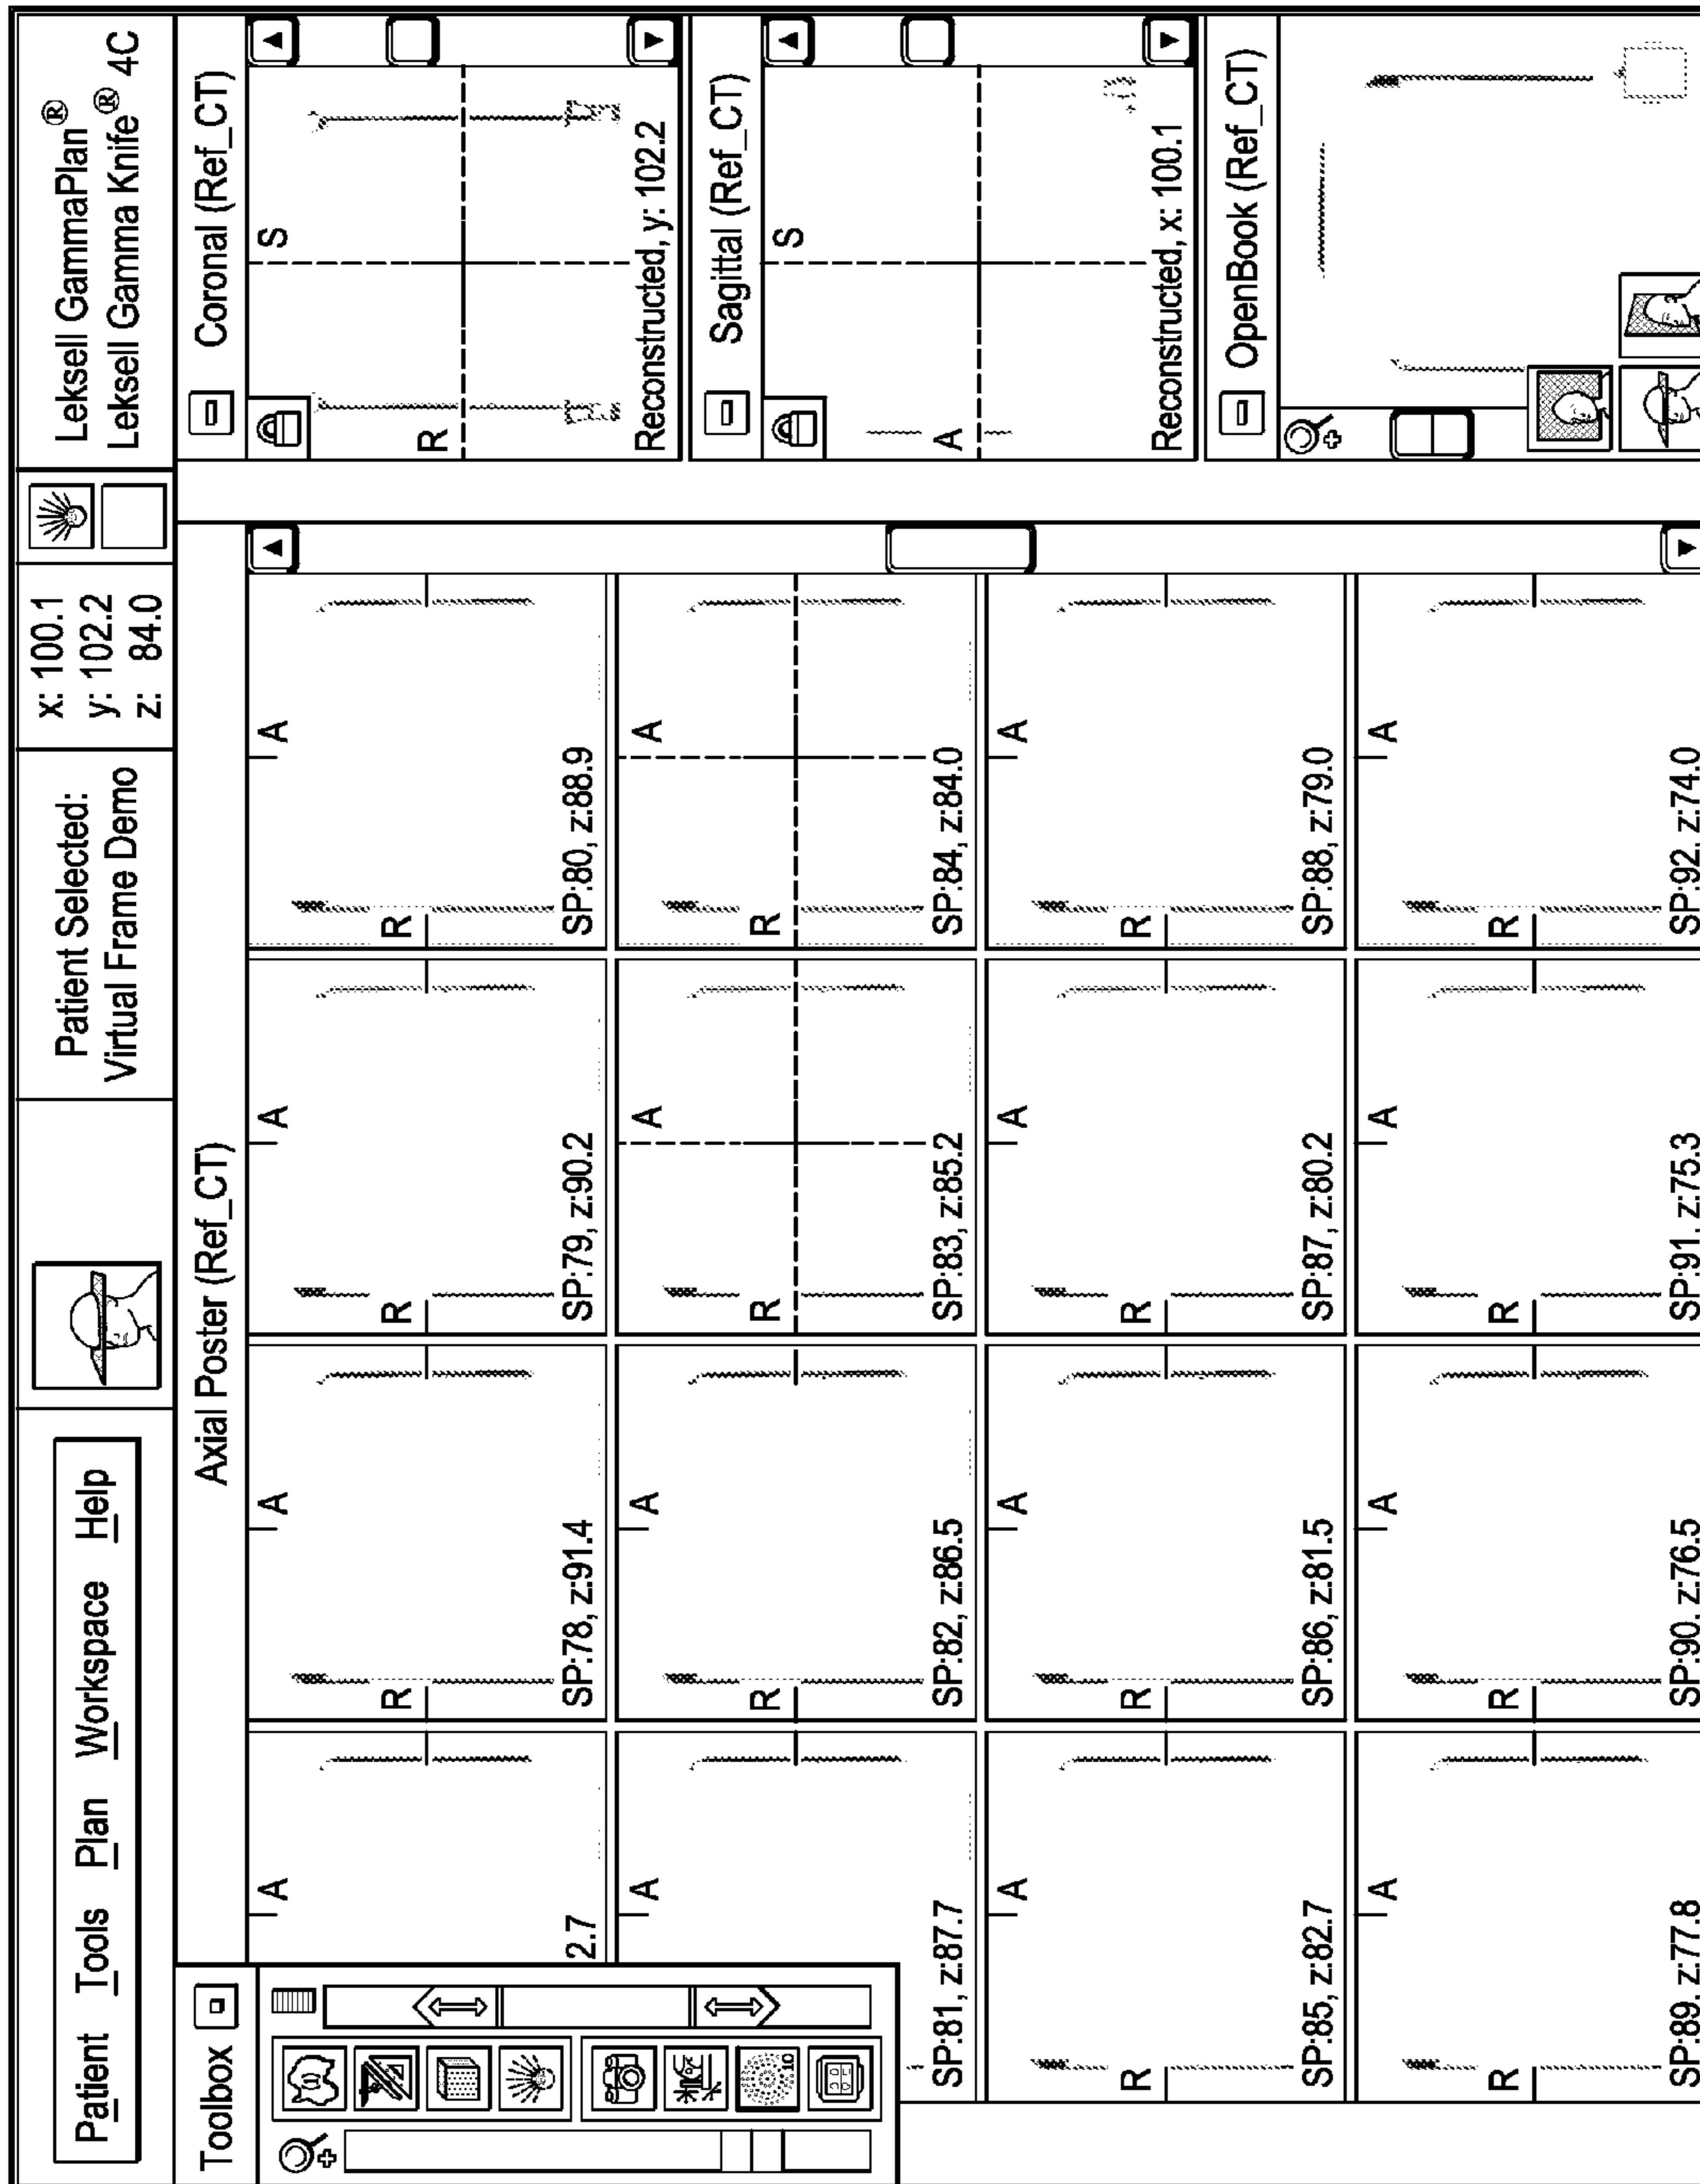 Patient Tools Plan Workspace Help
Patient Selected:
Virtual Frame Demo
x: 100.1
y: 102.2
z: 84.0
Leksell GammaPlan®
Leksell Gamma Knife® 4C
Toolbox
10
Axial Poster (Ref_CT)
A
2.7
A
R
SP:78, z:91.4
A
R
SP:79, z:90.2
A
R
SP:80, z:88.9
A
SP:81, z:87.7
A
R
SP:82, z:86.5
A
R
SP:83, z:85.2
A
R
SP:84, z:84.0
A
R
SP:85, z:82.7
A
R
SP:86, z:81.5
A
R
SP:87, z:80.2
A
R
SP:88, z:79.0
A
R
SP:89, z:77.8
A
R
SP:90, z:76.5
A
R
SP:91, z:75.3
A
R
SP:92, z:74.0
Coronal (Ref_CT)
S
R
Reconstructed, y: 102.2
Sagittal (Ref_CT)
S
A
Reconstructed, x: 100.1
OpenBook (Ref_CT)